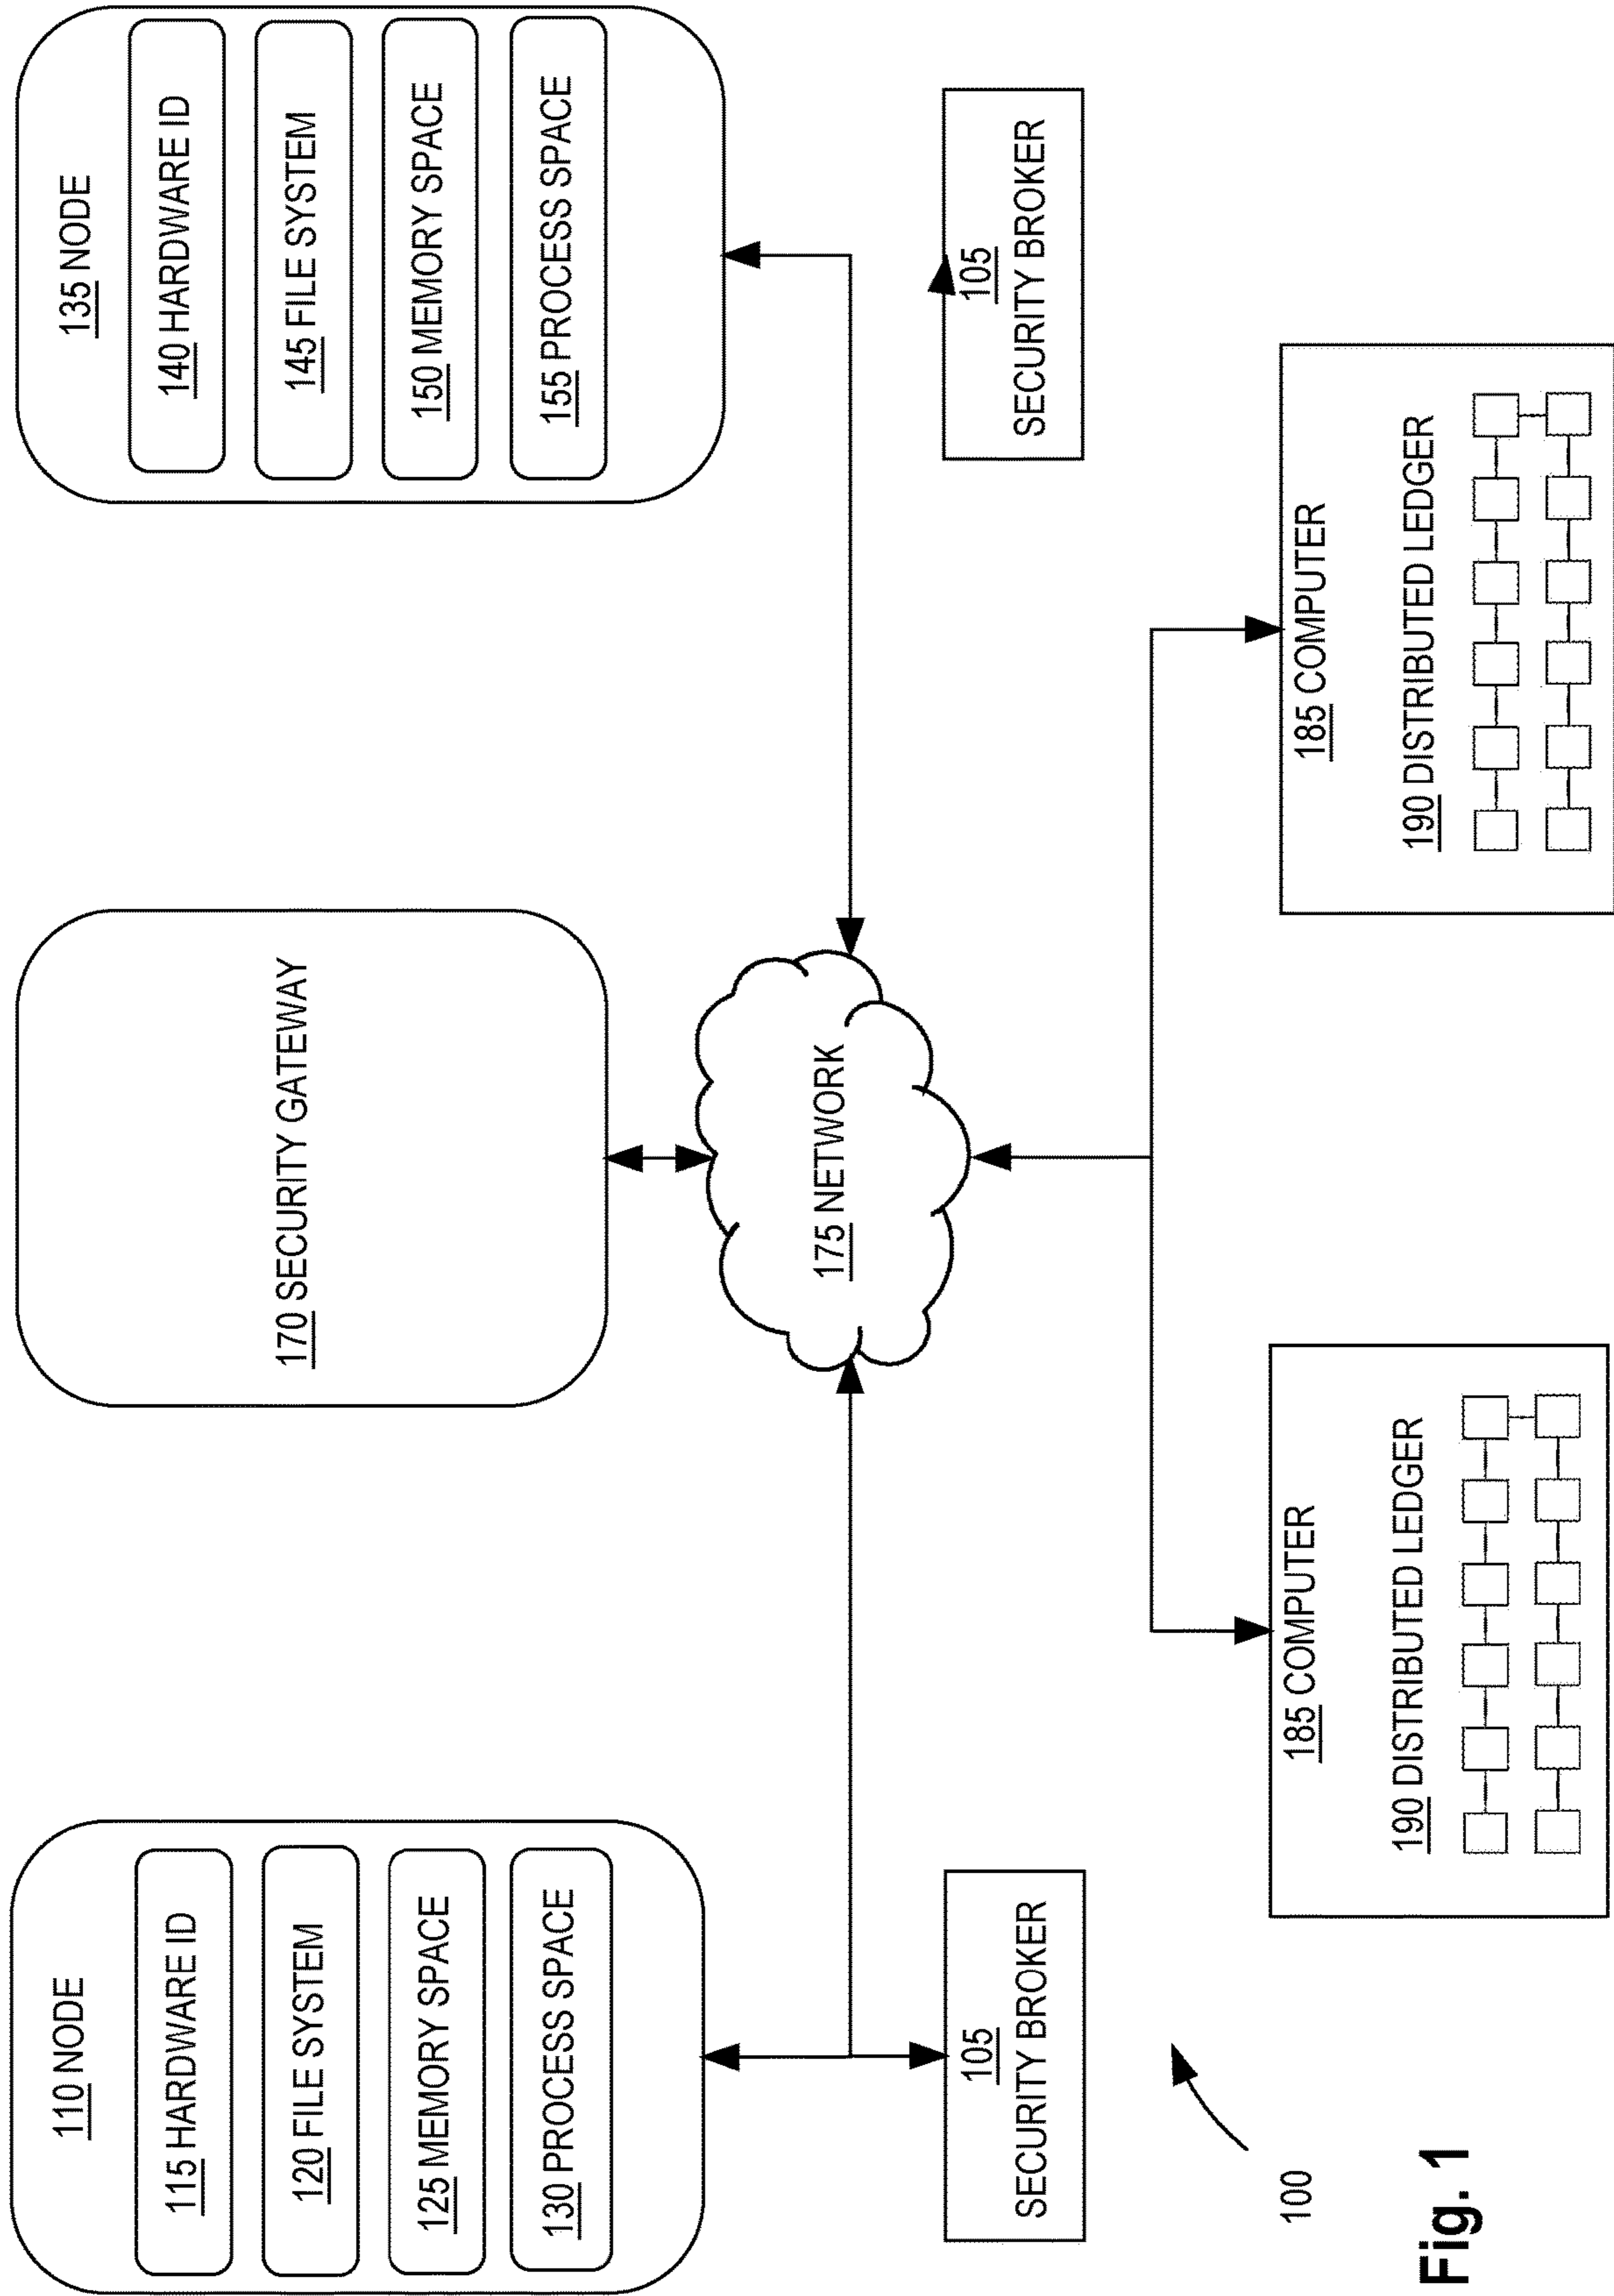 110 NODE
115 HARDWARE ID
120 FILE SYSTEM
125 MEMORY SPACE
130 PROCESS SPACE
170 SECURITY GATEWAY
135 NODE
140 HARDWARE ID
145 FILE SYSTEM
150 MEMORY SPACE
155 PROCESS SPACE
175 NETWORK
105
SECURITY BROKER
105
SECURITY BROKER
185 COMPUTER
190 DISTRIBUTED LEDGER
185 COMPUTER
190 DISTRIBUTED LEDGER
100
Fig. 1